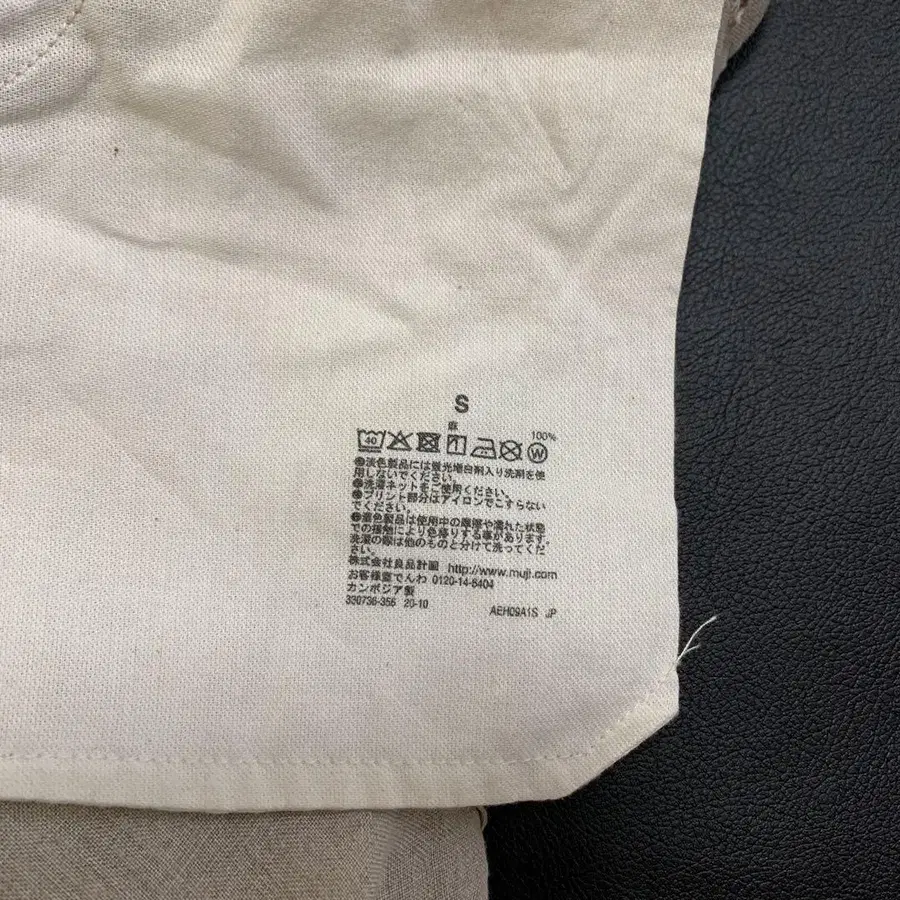 S
麻 100%
40 W
●淡色製品には蛍光増白剤入り洗剤を使
用しないでください。
●洗濯ネットをご使用ください。
●プリント部分はアイロンでこすらない
でください。
●着色製品は使用中の摩擦や濡れた状態
での接触により色移りする事があります。
洗濯の際は他のものと分けて洗ってくだ
さい。
株式会社良品計画 http://www.muji.com
お客様室でんわ 0120-14-6404
カンボジア製
330736-356 20-10 AEH09A1S JP